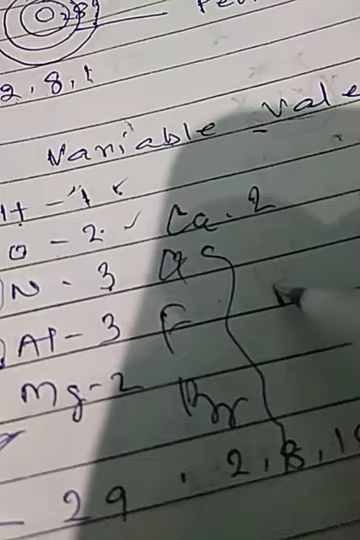 2, 8, 1
Variable Vale
H - 1
O - 2 Ca - 2
N - 3
Al - 3 F
Mg - 2 Br
29 . 2, 8, 1